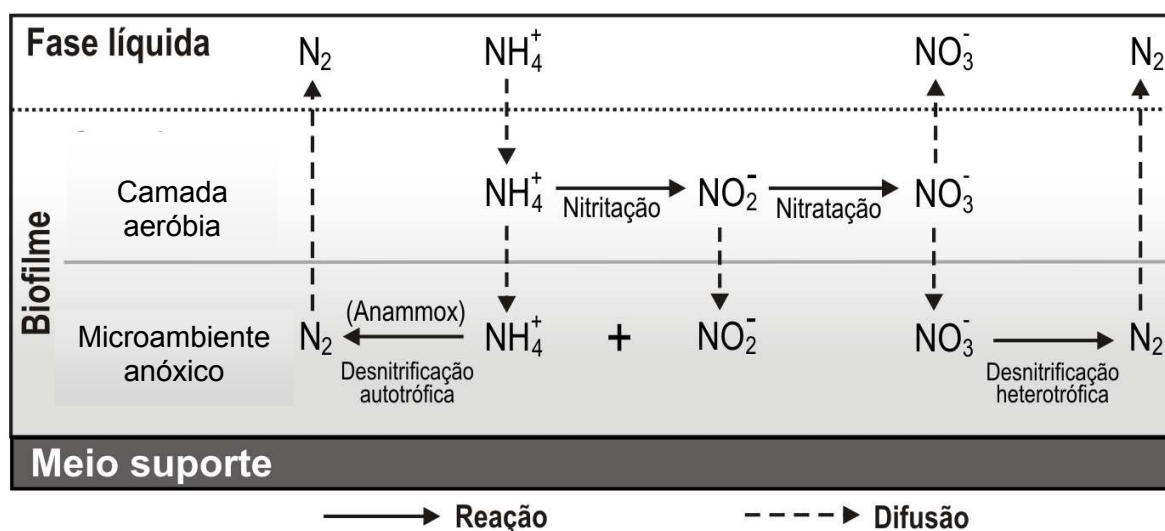 Fase líquida
N₂ NH₄⁺ NO₃⁻ N₂
Biofilme
Camada
aeróbia
NH₄⁺ NO₂⁻ NO₃⁻
Nitritação Nitratação
Microambiente
anóxico
(Anammox)
N₂ NH₄⁺ + NO₂⁻ NO₃⁻ N₂
Desnitrificação
autotrófica
Desnitrificação
heterotrófica
Meio suporte
Reação Difusão